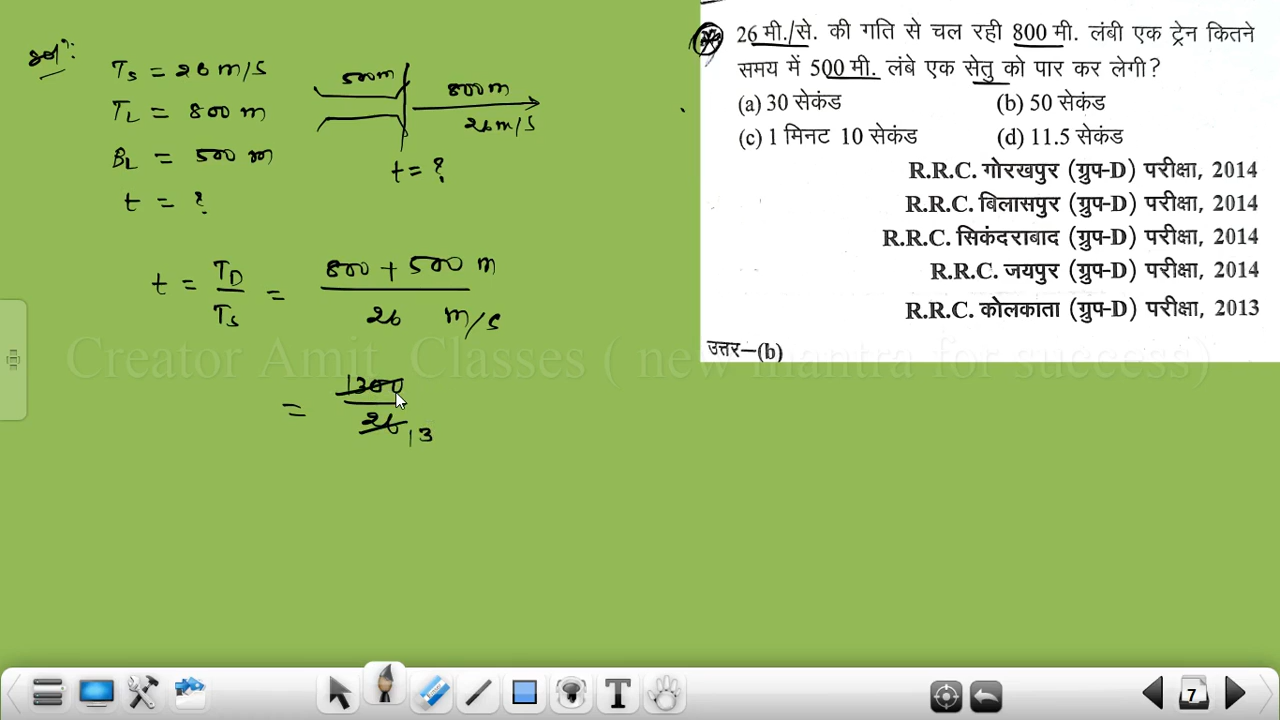 Solⁿ:
Ts = 26 m/s
TL = 800 m
BL = 500 m
t = ?
500m
800m
26m/s
t = ?
t = TD/Ts = 800 + 500 m / 26 m/s
= 1300/26 13
26 मी./से. की गति से चल रही 800 मी. लंबी एक ट्रेन कितने
समय में 500 मी. लंबे एक सेतु को पार कर लेगी?
(a) 30 सेकंड (b) 50 सेकंड
(c) 1 मिनट 10 सेकंड (d) 11.5 सेकंड
R.R.C. गोरखपुर (ग्रुप-D) परीक्षा, 2014
R.R.C. बिलासपुर (ग्रुप-D) परीक्षा, 2014
R.R.C. सिकंदराबाद (ग्रुप-D) परीक्षा, 2014
R.R.C. जयपुर (ग्रुप-D) परीक्षा, 2014
R.R.C. कोलकाता (ग्रुप-D) परीक्षा, 2013
उत्तर–(b)
Creator Amit Classes ( new mantra for success)
T
7